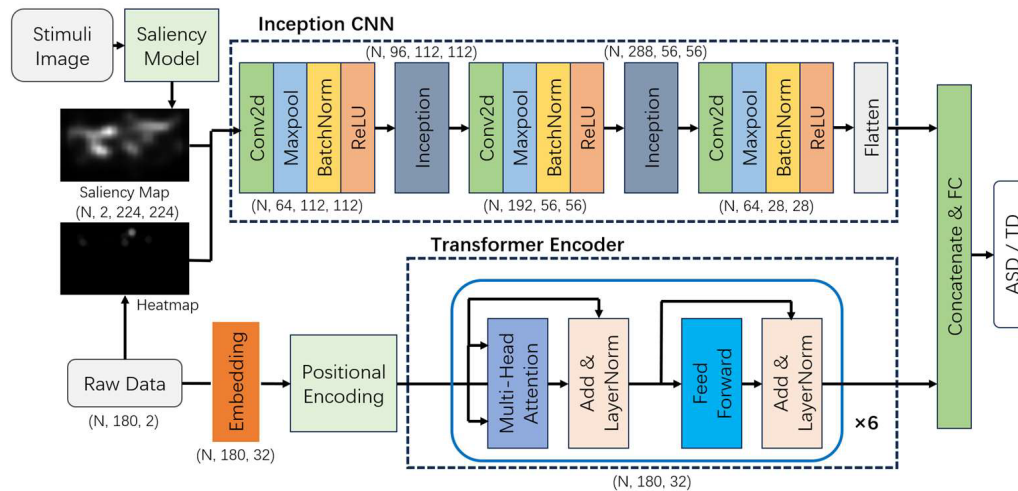 Stimuli
Image
Saliency
Model
Inception CNN
(N, 96, 112, 112)
(N, 288, 56, 56)
Conv2d
Maxpool
BatchNorm
ReLU
Inception
Conv2d
Maxpool
BatchNorm
ReLU
Inception
Conv2d
Maxpool
BatchNorm
ReLU
Flatten
(N, 64, 112, 112)
(N, 192, 56, 56)
(N, 64, 28, 28)
Saliency Map
(N, 2, 224, 224)
Heatmap
Raw Data
(N, 180, 2)
Embedding
(N, 180, 32)
Positional
Encoding
Transformer Encoder
Multi-Head
Attention
Add &
LayerNorm
Feed
Forward
Add &
LayerNorm
×6
(N, 180, 32)
Concatenate & FC
ASD / TD